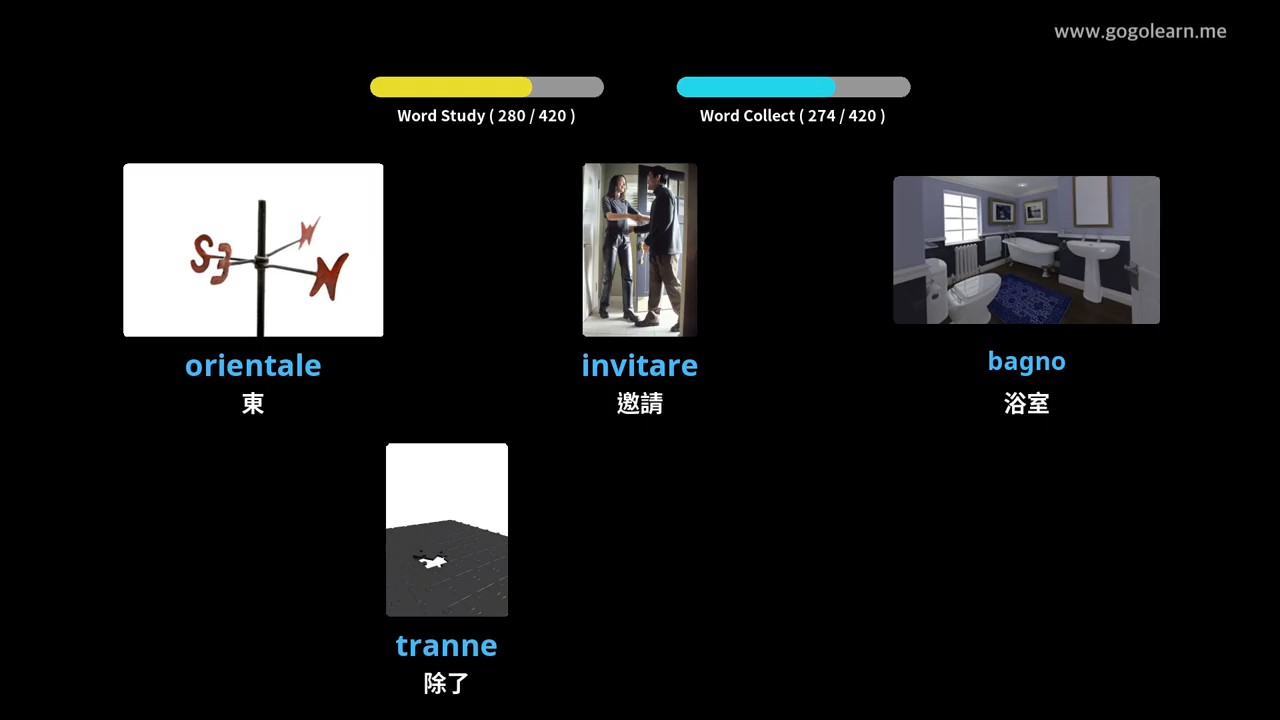 www.gogolearn.me
Word Study ( 280 / 420 )
Word Collect ( 274 / 420 )
S E N W
orientale
東
invitare
邀請
bagno
浴室
tranne
除了